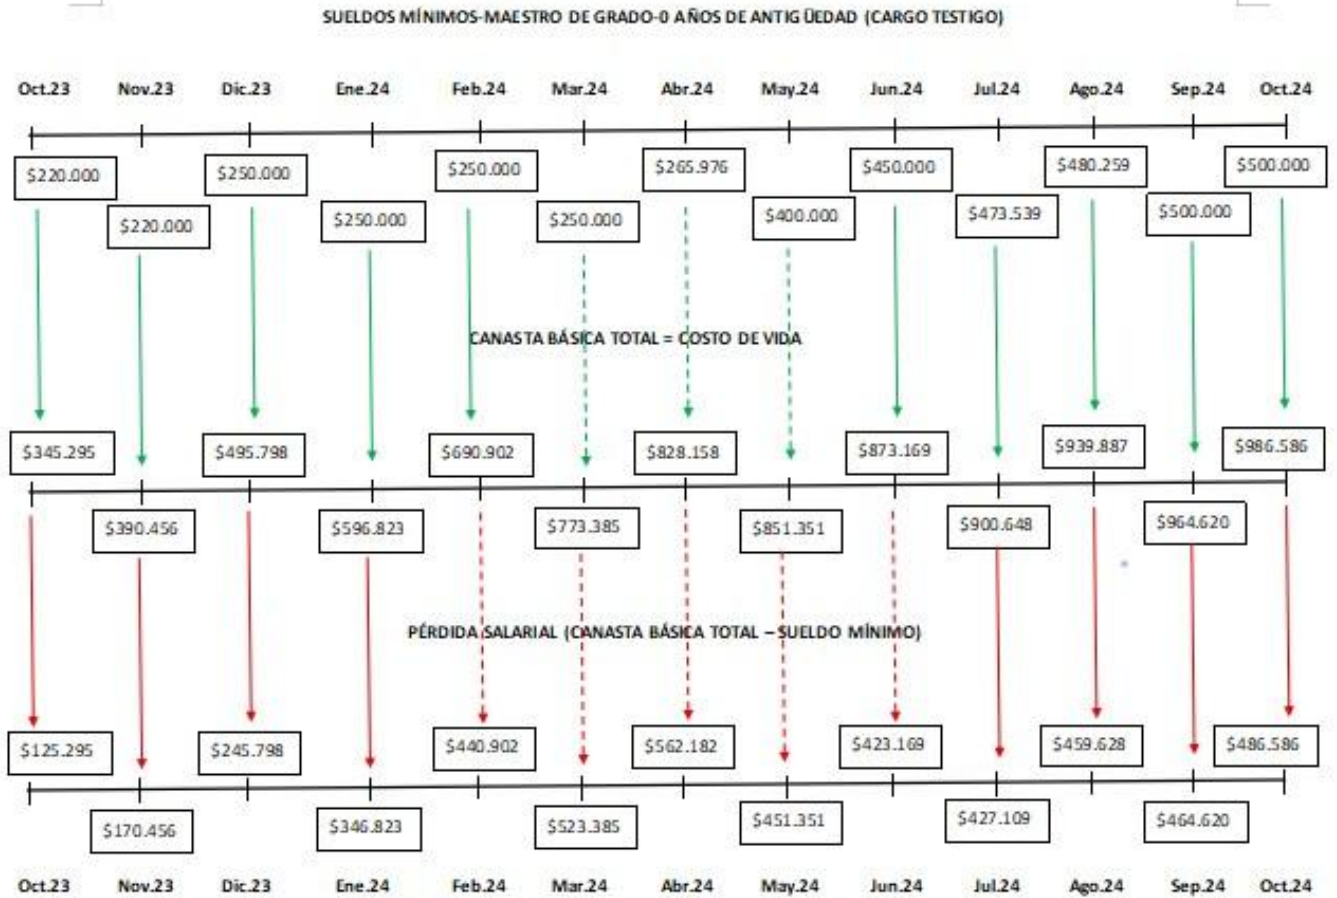 SUELDOS MÍNIMOS-MAESTRO DE GRADO-0 AÑOS DE ANTIGÜEDAD (CARGO TESTIGO)
Oct.23 Nov.23 Dic.23 Ene.24 Feb.24 Mar.24 Abr.24 May.24 Jun.24 Jul.24 Ago.24 Sep.24 Oct.24
$220.000 $250.000 $250.000 $265.976 $450.000 $480.259 $500.000
$220.000 $250.000 $250.000 $400.000 $473.539 $500.000
CANASTA BÁSICA TOTAL = COSTO DE VIDA
$345.295 $495.798 $690.902 $828.158 $873.169 $939.887 $986.586
$390.456 $596.823 $773.385 $851.351 $900.648 $964.620
PÉRDIDA SALARIAL (CANASTA BÁSICA TOTAL – SUELDO MÍNIMO)
$125.295 $245.798 $440.902 $562.182 $423.169 $459.628 $486.586
$170.456 $346.823 $523.385 $451.351 $427.109 $464.620
Oct.23 Nov.23 Dic.23 Ene.24 Feb.24 Mar.24 Abr.24 May.24 Jun.24 Jul.24 Ago.24 Sep.24 Oct.24